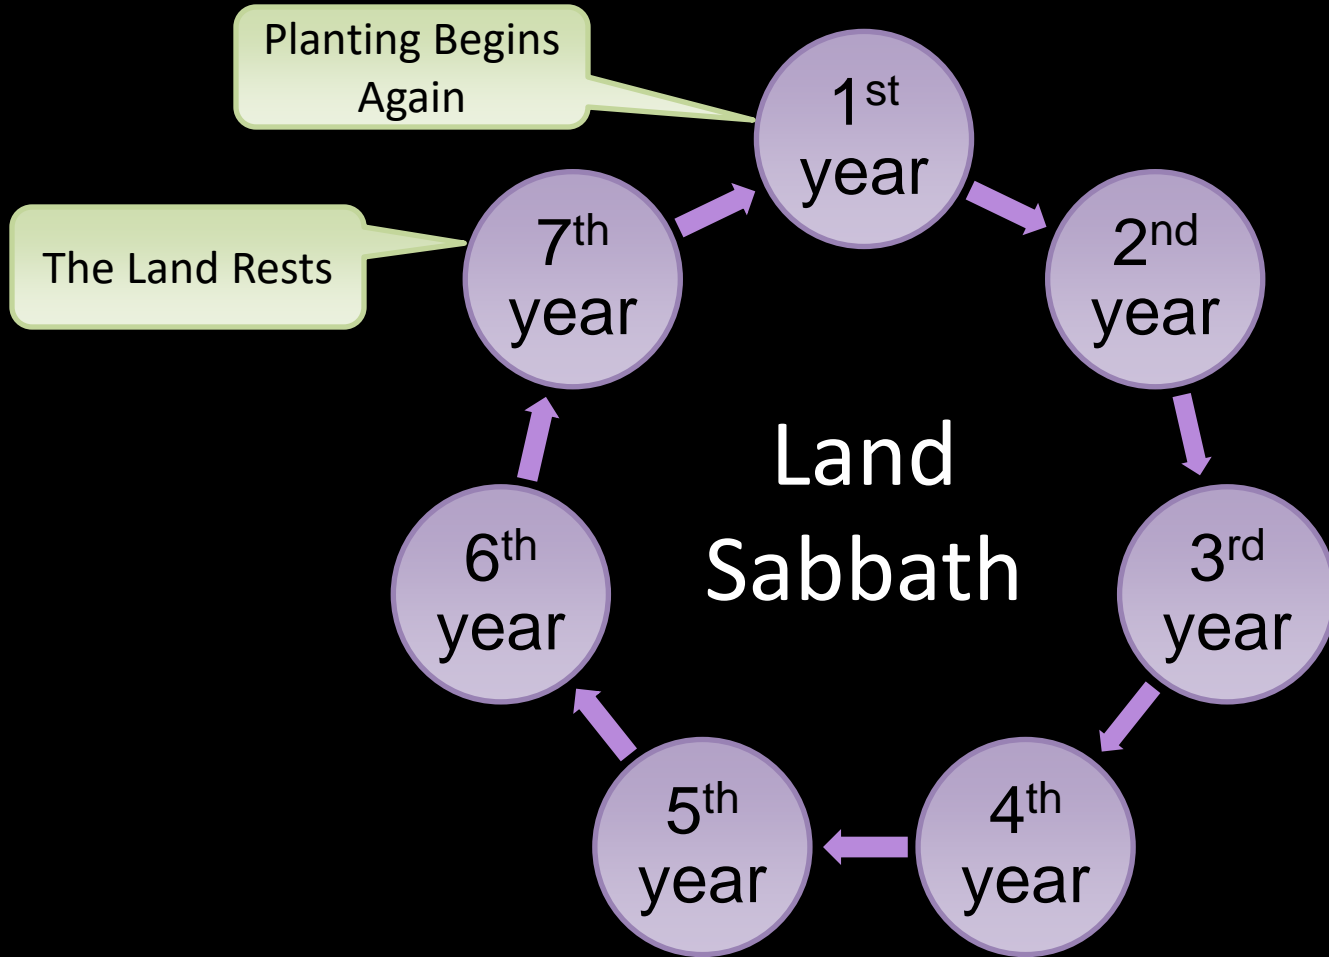 Planting Begins
Again
1st
year
2nd
year
3rd
year
4th
year
5th
year
6th
year
7th
year
The Land Rests
Land
Sabbath